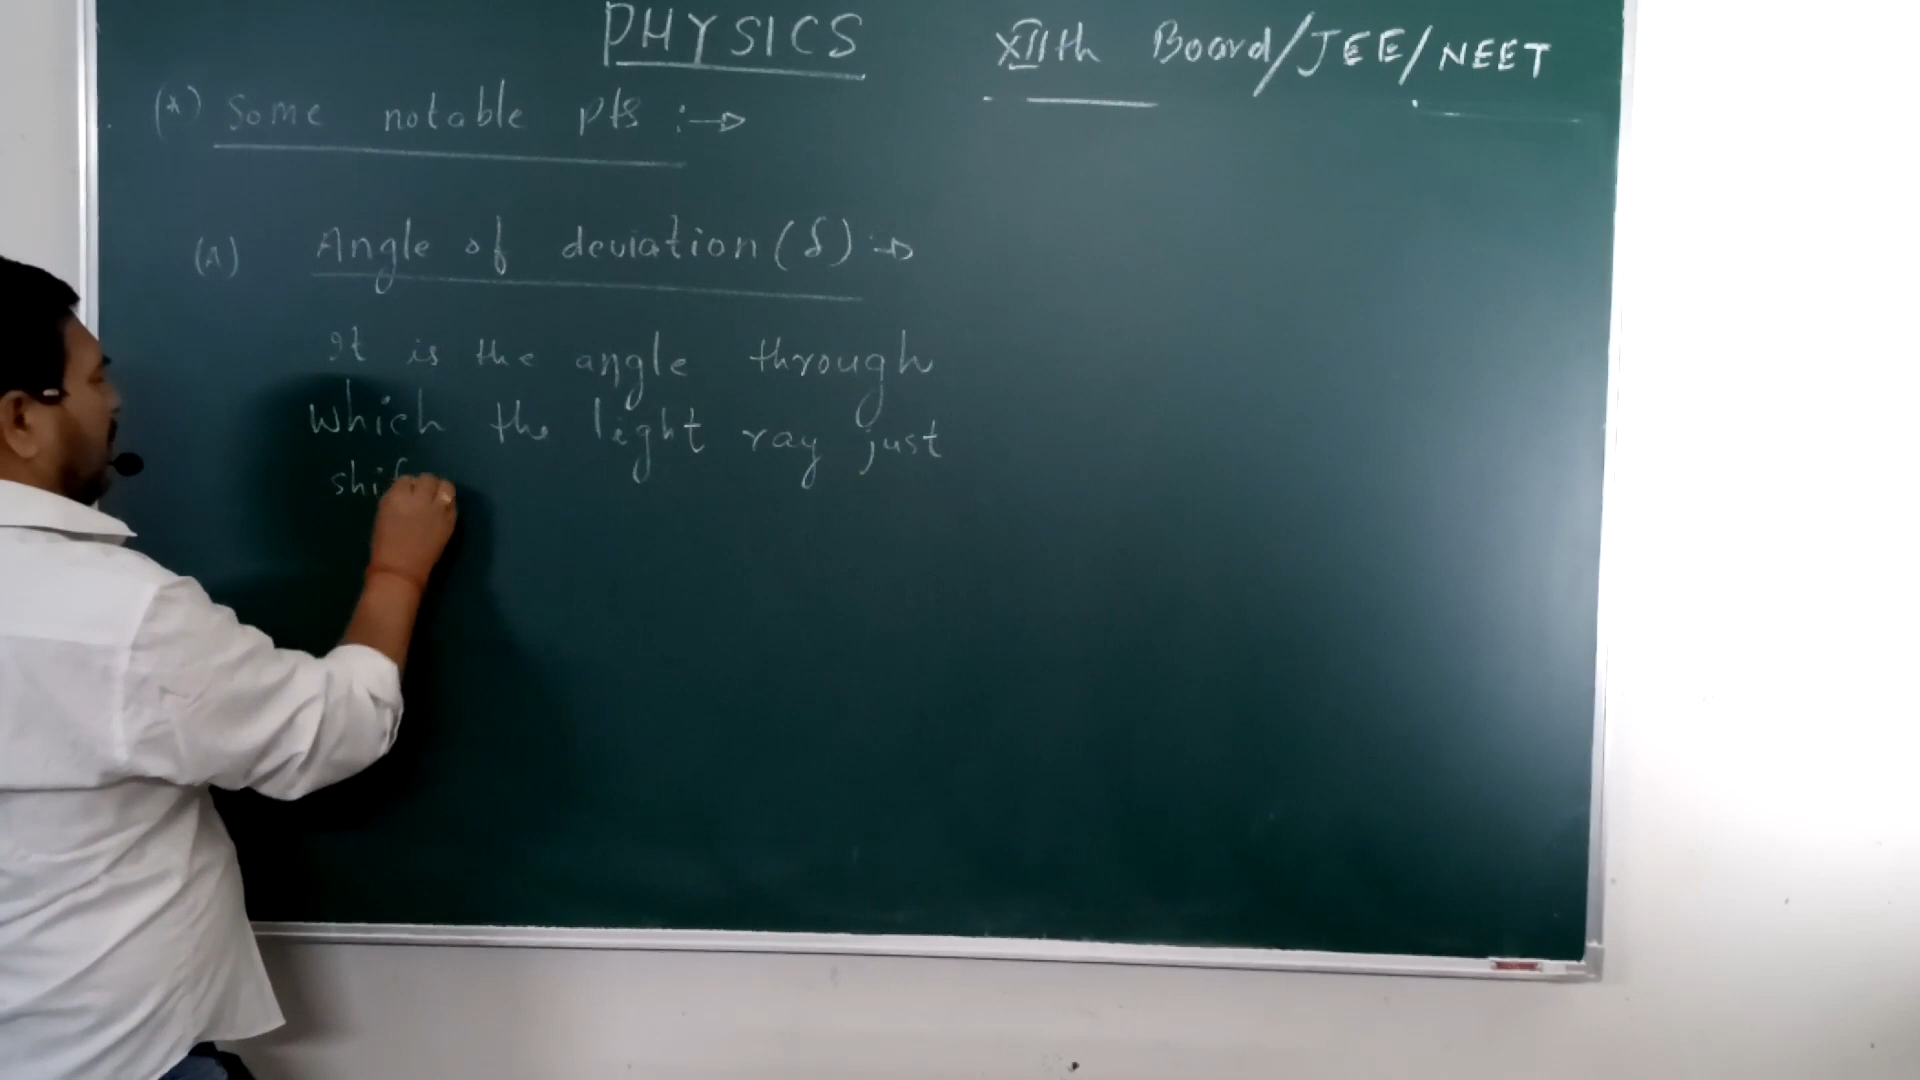 PHYSICS XIIth Board/JEE/NEET
(*) Some notable pts :→
(A) Angle of deviation (δ) :→
It is the angle through
which the light ray just
shif